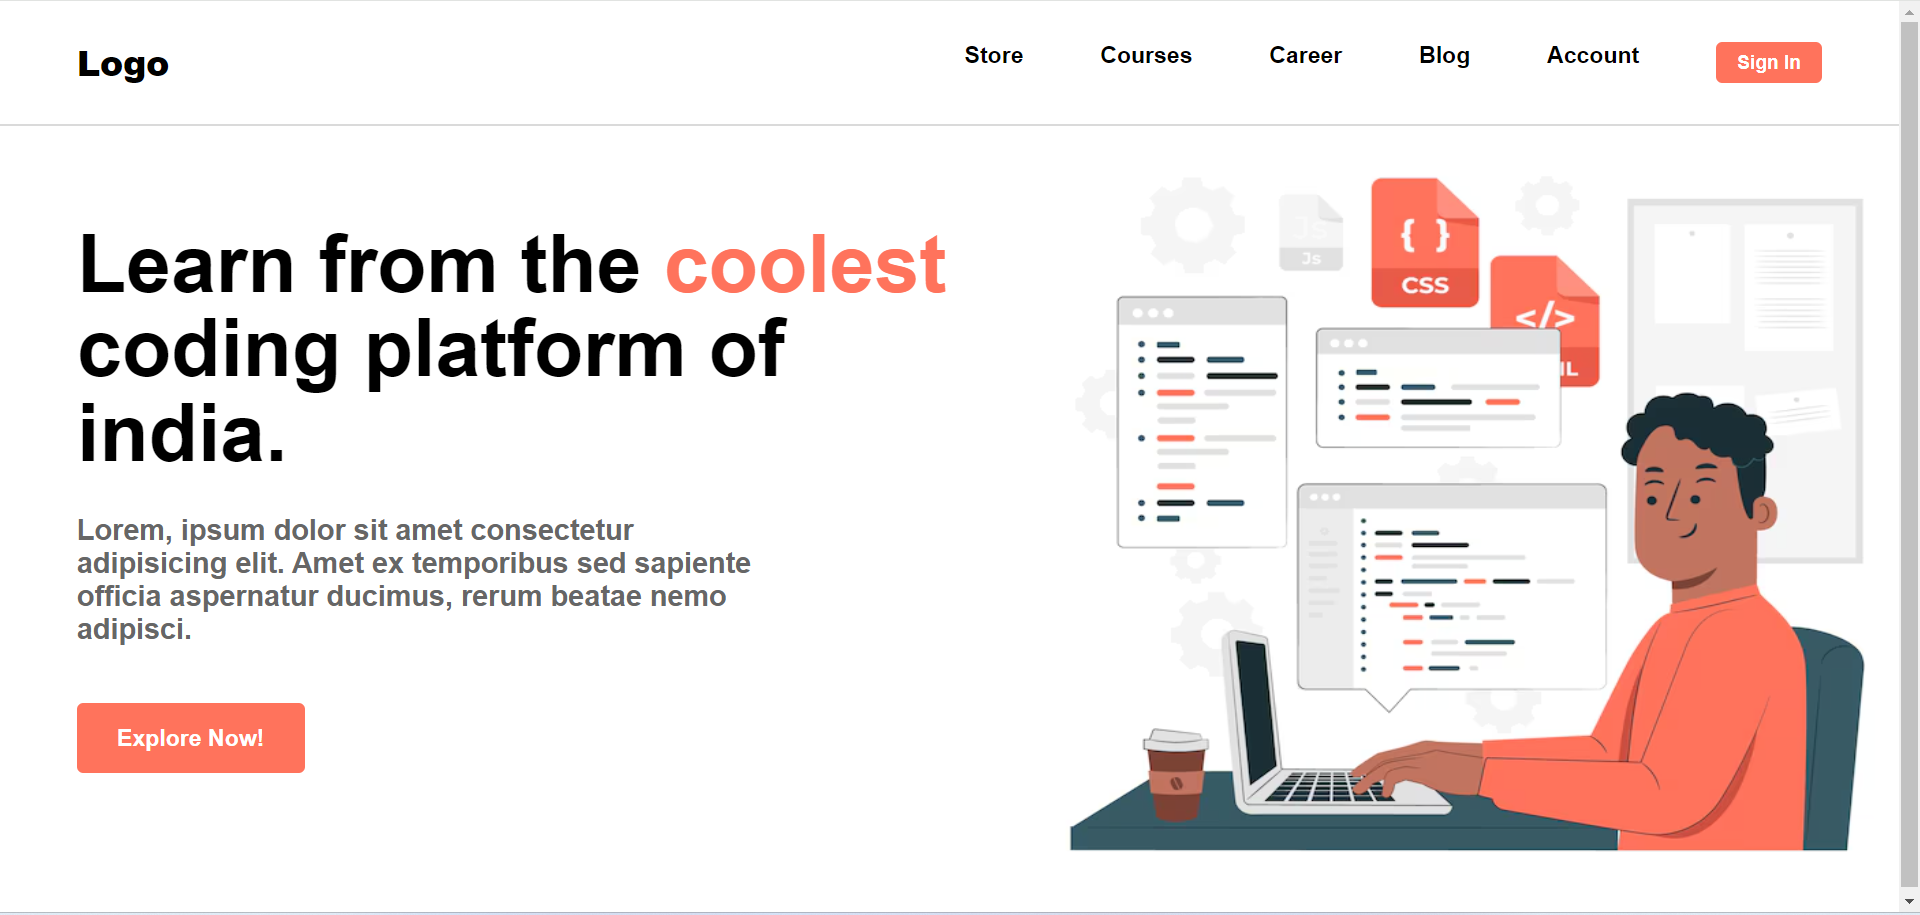 Logo
Store Courses Career Blog Account Sign In
Learn from the coolest
coding platform of
india.
Lorem, ipsum dolor sit amet consectetur
adipisicing elit. Amet ex temporibus sed sapiente
officia aspernatur ducimus, rerum beatae nemo
adipisci.
Explore Now!
Js
Js
{ }
CSS
</>
IL